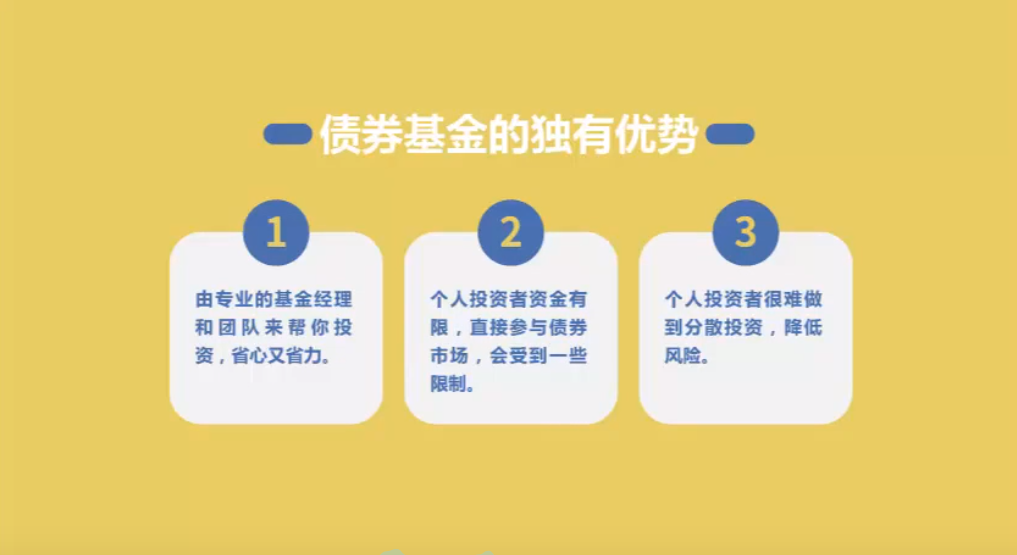 债券基金的独有优势
1
由专业的基金经理
和团队来帮你投
资，省心又省力。
2
个人投资者资金有
限，直接参与债券
市场，会受到一些
限制。
3
个人投资者很难做
到分散投资，降低
风险。